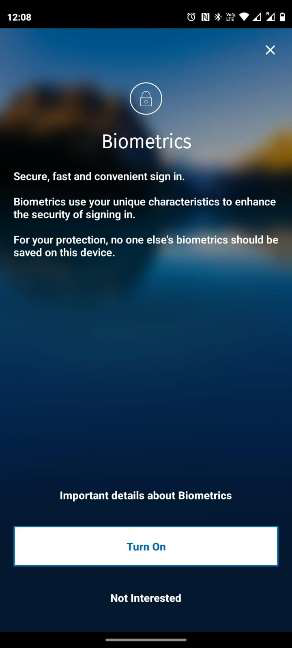 12:08
Biometrics
Secure, fast and convenient sign in.
Biometrics use your unique characteristics to enhance
the security of signing in.
For your protection, no one else's biometrics should be
saved on this device.
Important details about Biometrics
Turn On
Not Interested